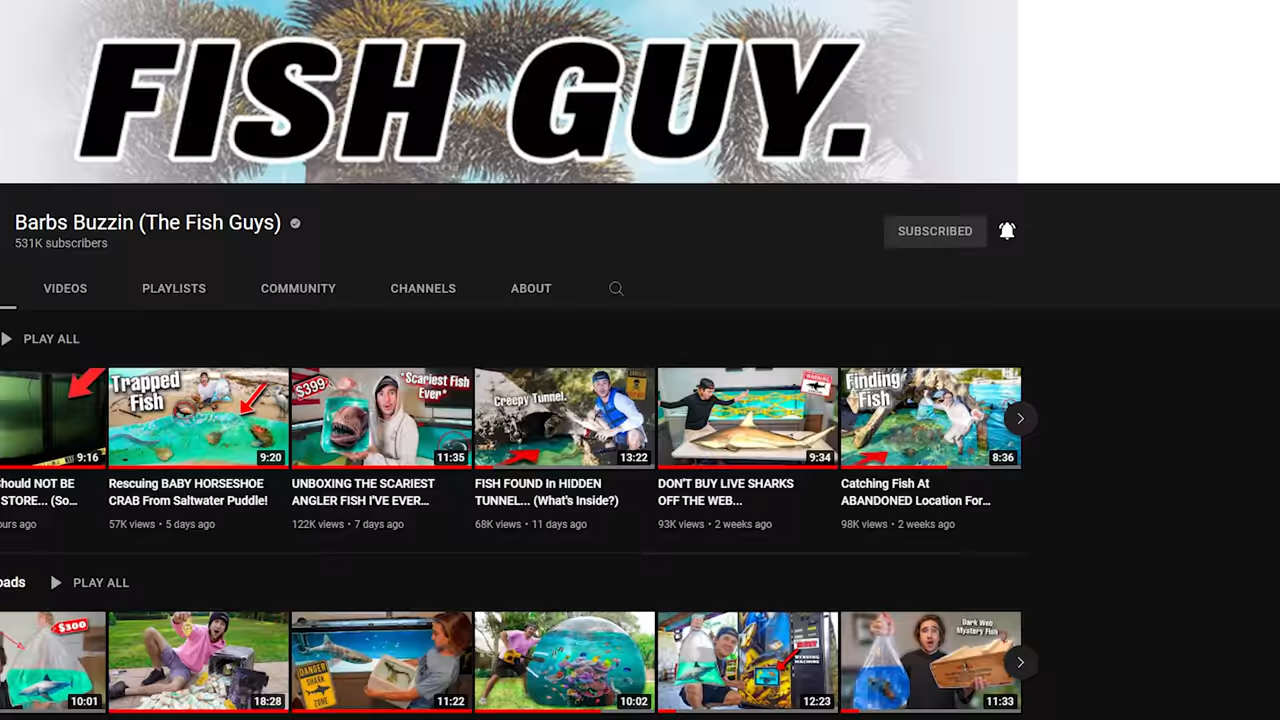 FISH GUY.
Barbs Buzzin (The Fish Guys)
531K subscribers
SUBSCRIBED
VIDEOS PLAYLISTS COMMUNITY CHANNELS ABOUT
PLAY ALL
Trapped
Fish
$399
*Scariest Fish
Ever*
Creepy Tunnel.
Finding
Fish
9:16
9:20
11:35
13:22
9:34
8:36
hould NOT BE
STORE... (So...
ours ago
Rescuing BABY HORSESHOE
CRAB From Saltwater Puddle!
57K views • 5 days ago
UNBOXING THE SCARIEST
ANGLER FISH I'VE EVER...
122K views • 7 days ago
FISH FOUND In HIDDEN
TUNNEL... (What's Inside?)
68K views • 11 days ago
DON'T BUY LIVE SHARKS
OFF THE WEB...
93K views • 2 weeks ago
Catching Fish At
ABANDONED Location For...
98K views • 2 weeks ago
oads PLAY ALL
$300
DANGER
SHARK
ZONE
Dark Web
Mystery Fish
10:01
18:28
11:22
10:02
12:23
11:33